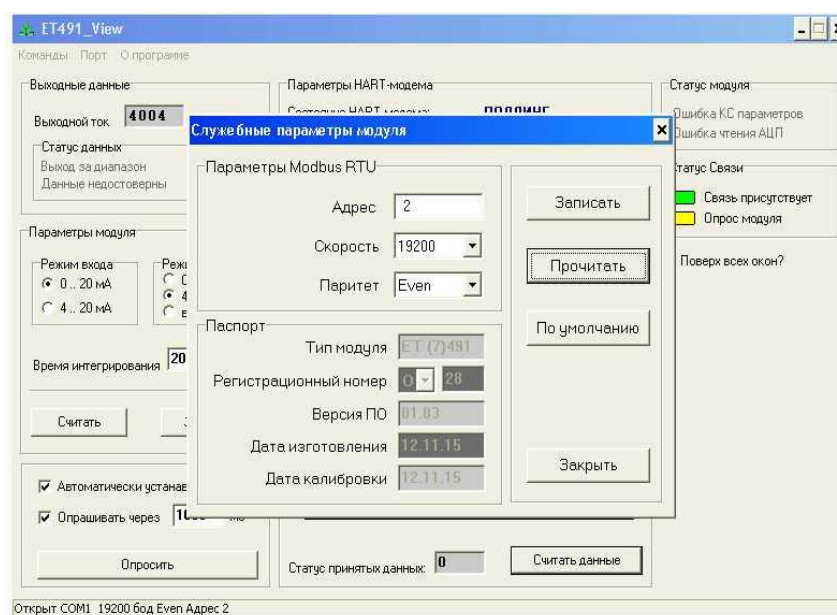 ET491_View
Команды Порт О программе
Выходные данные
Выходной ток 4004
Статус данных
Выход за диапазон
Данные недостоверны
Параметры HART-модема
Статус модуля
Ошибка КС параметров
Ошибка чтения АЦП
Статус Связи
Связь присутствует
Опрос модуля
Поверх всех окон?
Параметры модуля
Режим входа
0 .. 20 мА
4 .. 20 мА
Время интегрирования 20
Считать
Опрашивать через
Опросить
Статус принятых данных: 0
Считать данные
Служебные параметры модуля
Параметры Modbus RTU
Адрес 2
Скорость 19200
Паритет Even
Записать
Прочитать
По умолчанию
Закрыть
Паспорт
Тип модуля ET (7)491
Регистрационный номер 0 28
Версия ПО 01.03
Дата изготовления 12.11.15
Дата калибровки 12.11.15
Открыт COM1 19200 бод Even Адрес 2